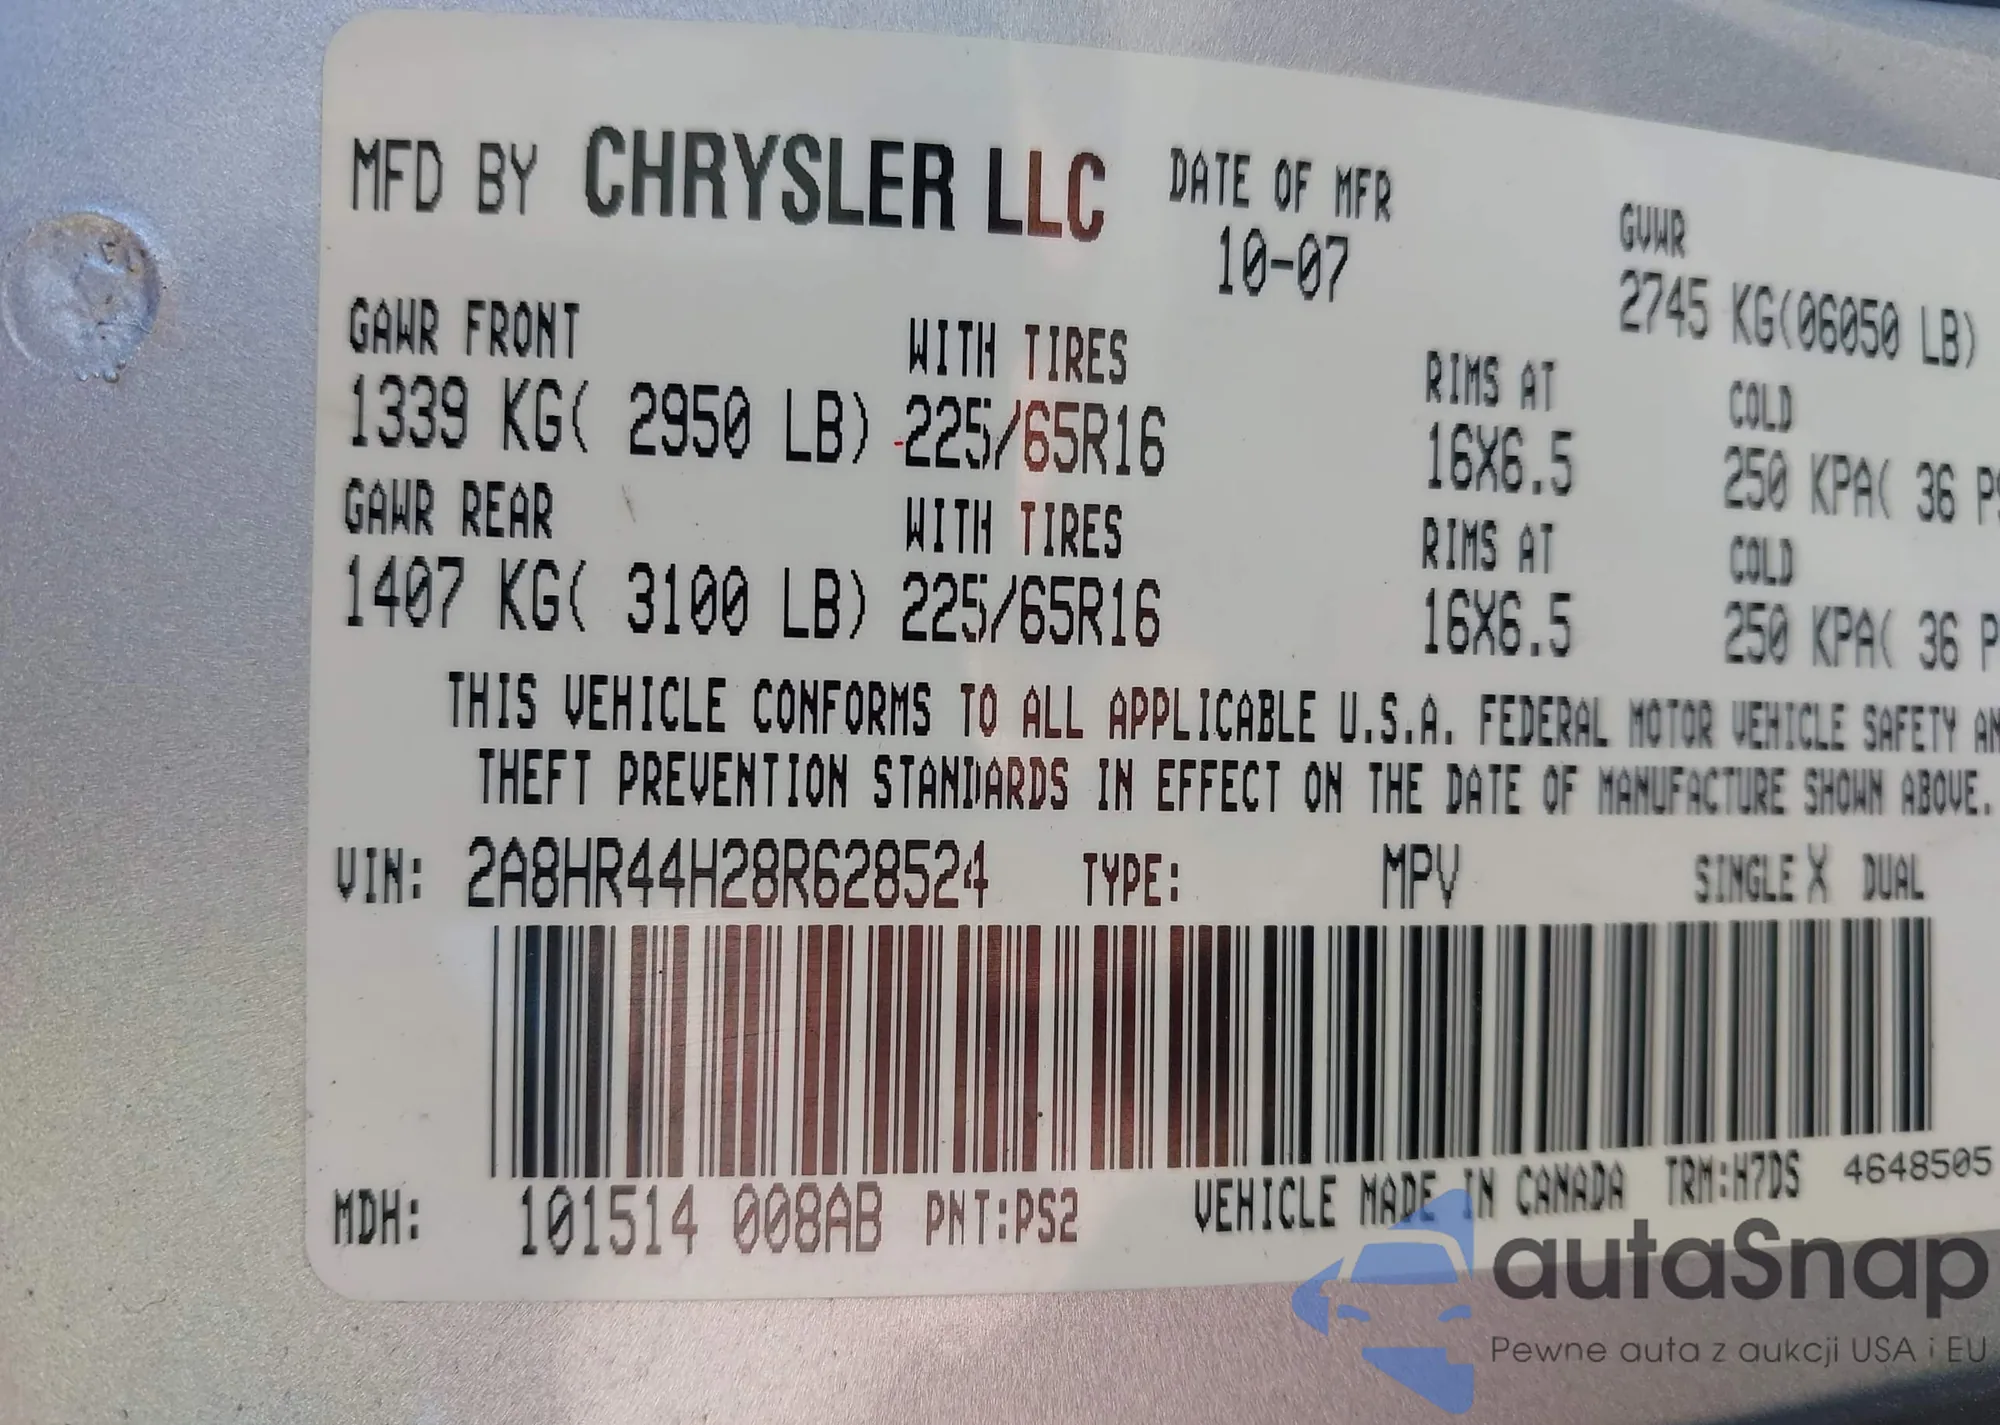 MFD BY CHRYSLER LLC DATE OF MFR
10-07
GVWR
2745 KG(06050 LB)
GAWR FRONT WITH TIRES RIMS AT COLD
1339 KG( 2950 LB) 225/65R16 16X6.5 250 KPA( 36
GAWR REAR WITH TIRES RIMS AT COLD
1407 KG( 3100 LB) 225/65R16 16X6.5 250 KPA( 36
THIS VEHICLE CONFORMS TO ALL APPLICABLE U.S.A. FEDERAL MOTOR VEHICLE SAFETY
THEFT PREVENTION STANDARDS IN EFFECT ON THE DATE OF MANUFACTURE SHOWN ABOVE.
VIN: 2A8HR44H28R628524 TYPE: MPV SINGLE X DUAL
MDH: 101514 008AB PNT:PS2 VEHICLE MADE IN CANADA TRM:H7DS 4648505
autaSnap
Pewne auta z aukcji USA i EU